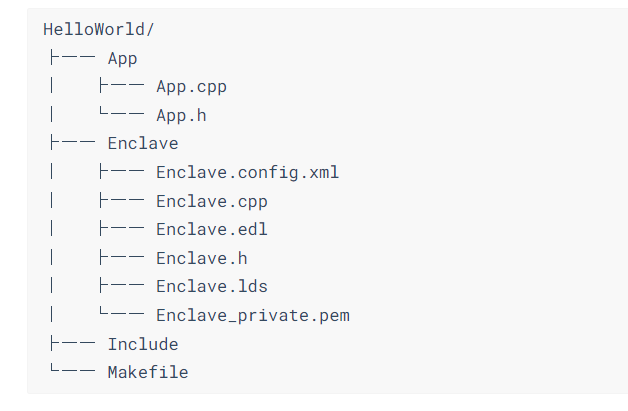 HelloWorld/
├── App
│   ├── App.cpp
│   └── App.h
├── Enclave
│   ├── Enclave.config.xml
│   ├── Enclave.cpp
│   ├── Enclave.edl
│   ├── Enclave.h
│   ├── Enclave.lds
│   └── Enclave_private.pem
├── Include
└── Makefile